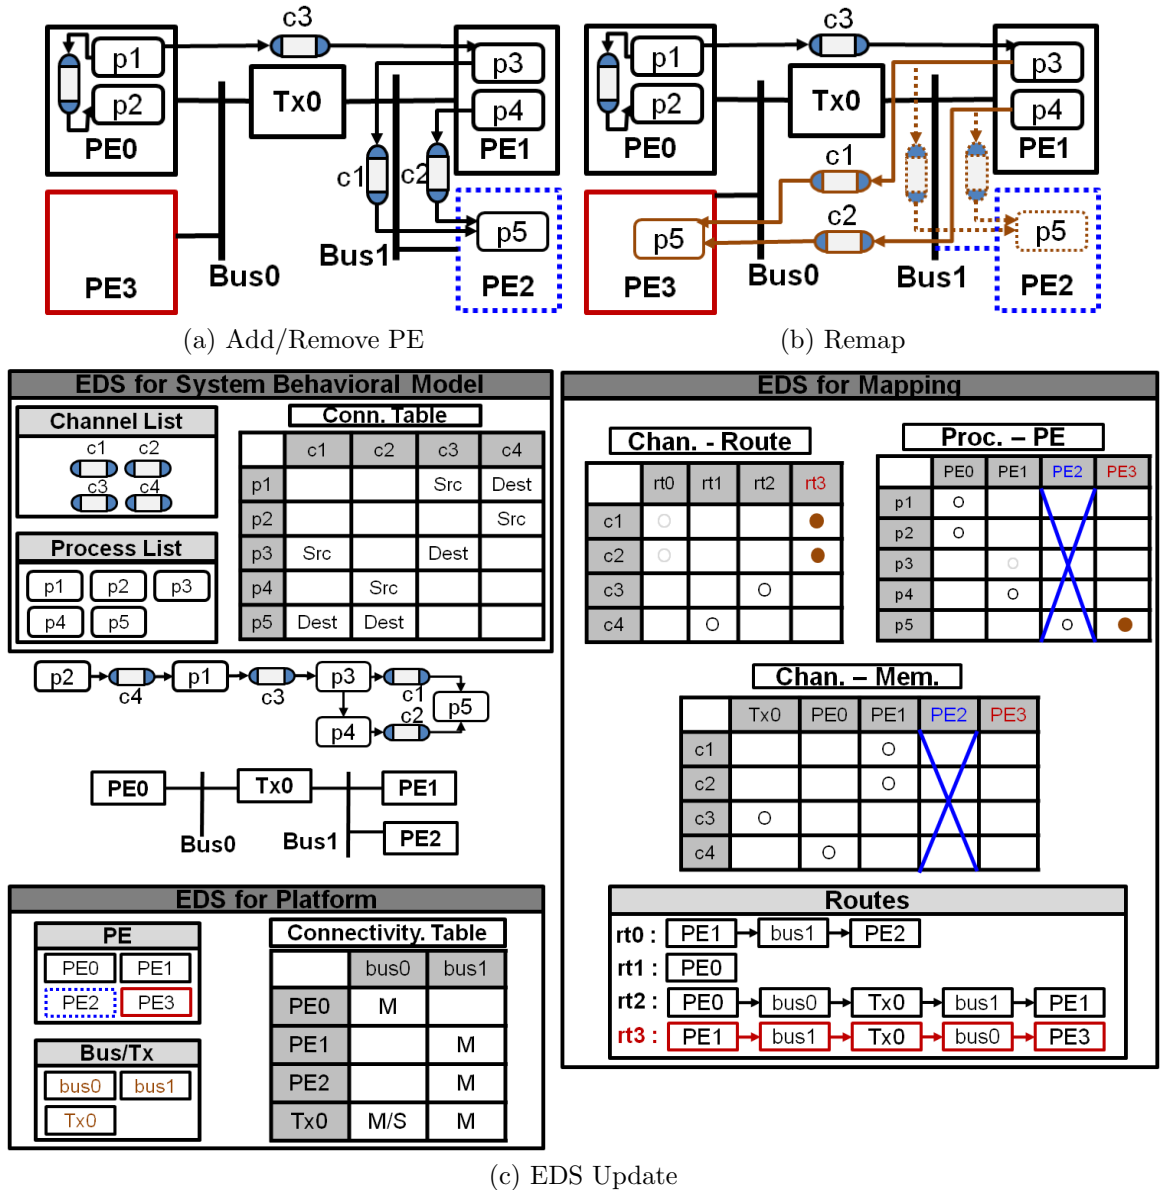 c3
p1
p2
PE0
Tx0
p3
p4
PE1
c1
c2
p5
PE2
PE3
Bus0
Bus1
(a) Add/Remove PE
c3
p1
p2
PE0
Tx0
p3
p4
PE1
c1
c2
p5
PE3
Bus0
Bus1
p5
PE2
(b) Remap
EDS for System Behavioral Model
Channel List
c1 c2
c3 c4
Process List
p1 p2 p3
p4 p5
Conn. Table
c1 c2 c3 c4
p1 Src Dest
p2 Src
p3 Src Dest
p4 Src
p5 Dest Dest
p2 c4 p1 c3 p3 c1 p5
p4 c2
PE0 Tx0 PE1
Bus0 Bus1 PE2
EDS for Platform
PE
PE0 PE1
PE2 PE3
Bus/Tx
bus0 bus1
Tx0
Connectivity. Table
bus0 bus1
PE0 M
PE1 M
PE2 M
Tx0 M/S M
EDS for Mapping
Chan. - Route
rt0 rt1 rt2 rt3
c1
c2
c3
c4
Proc. – PE
PE0 PE1 PE2 PE3
p1
p2
p3
p4
p5
Chan. – Mem.
Tx0 PE0 PE1 PE2 PE3
c1
c2
c3
c4
Routes
rt0 : PE1 bus1 PE2
rt1 : PE0
rt2 : PE0 bus0 Tx0 bus1 PE1
rt3 : PE1 bus1 Tx0 bus0 PE3
(c) EDS Update